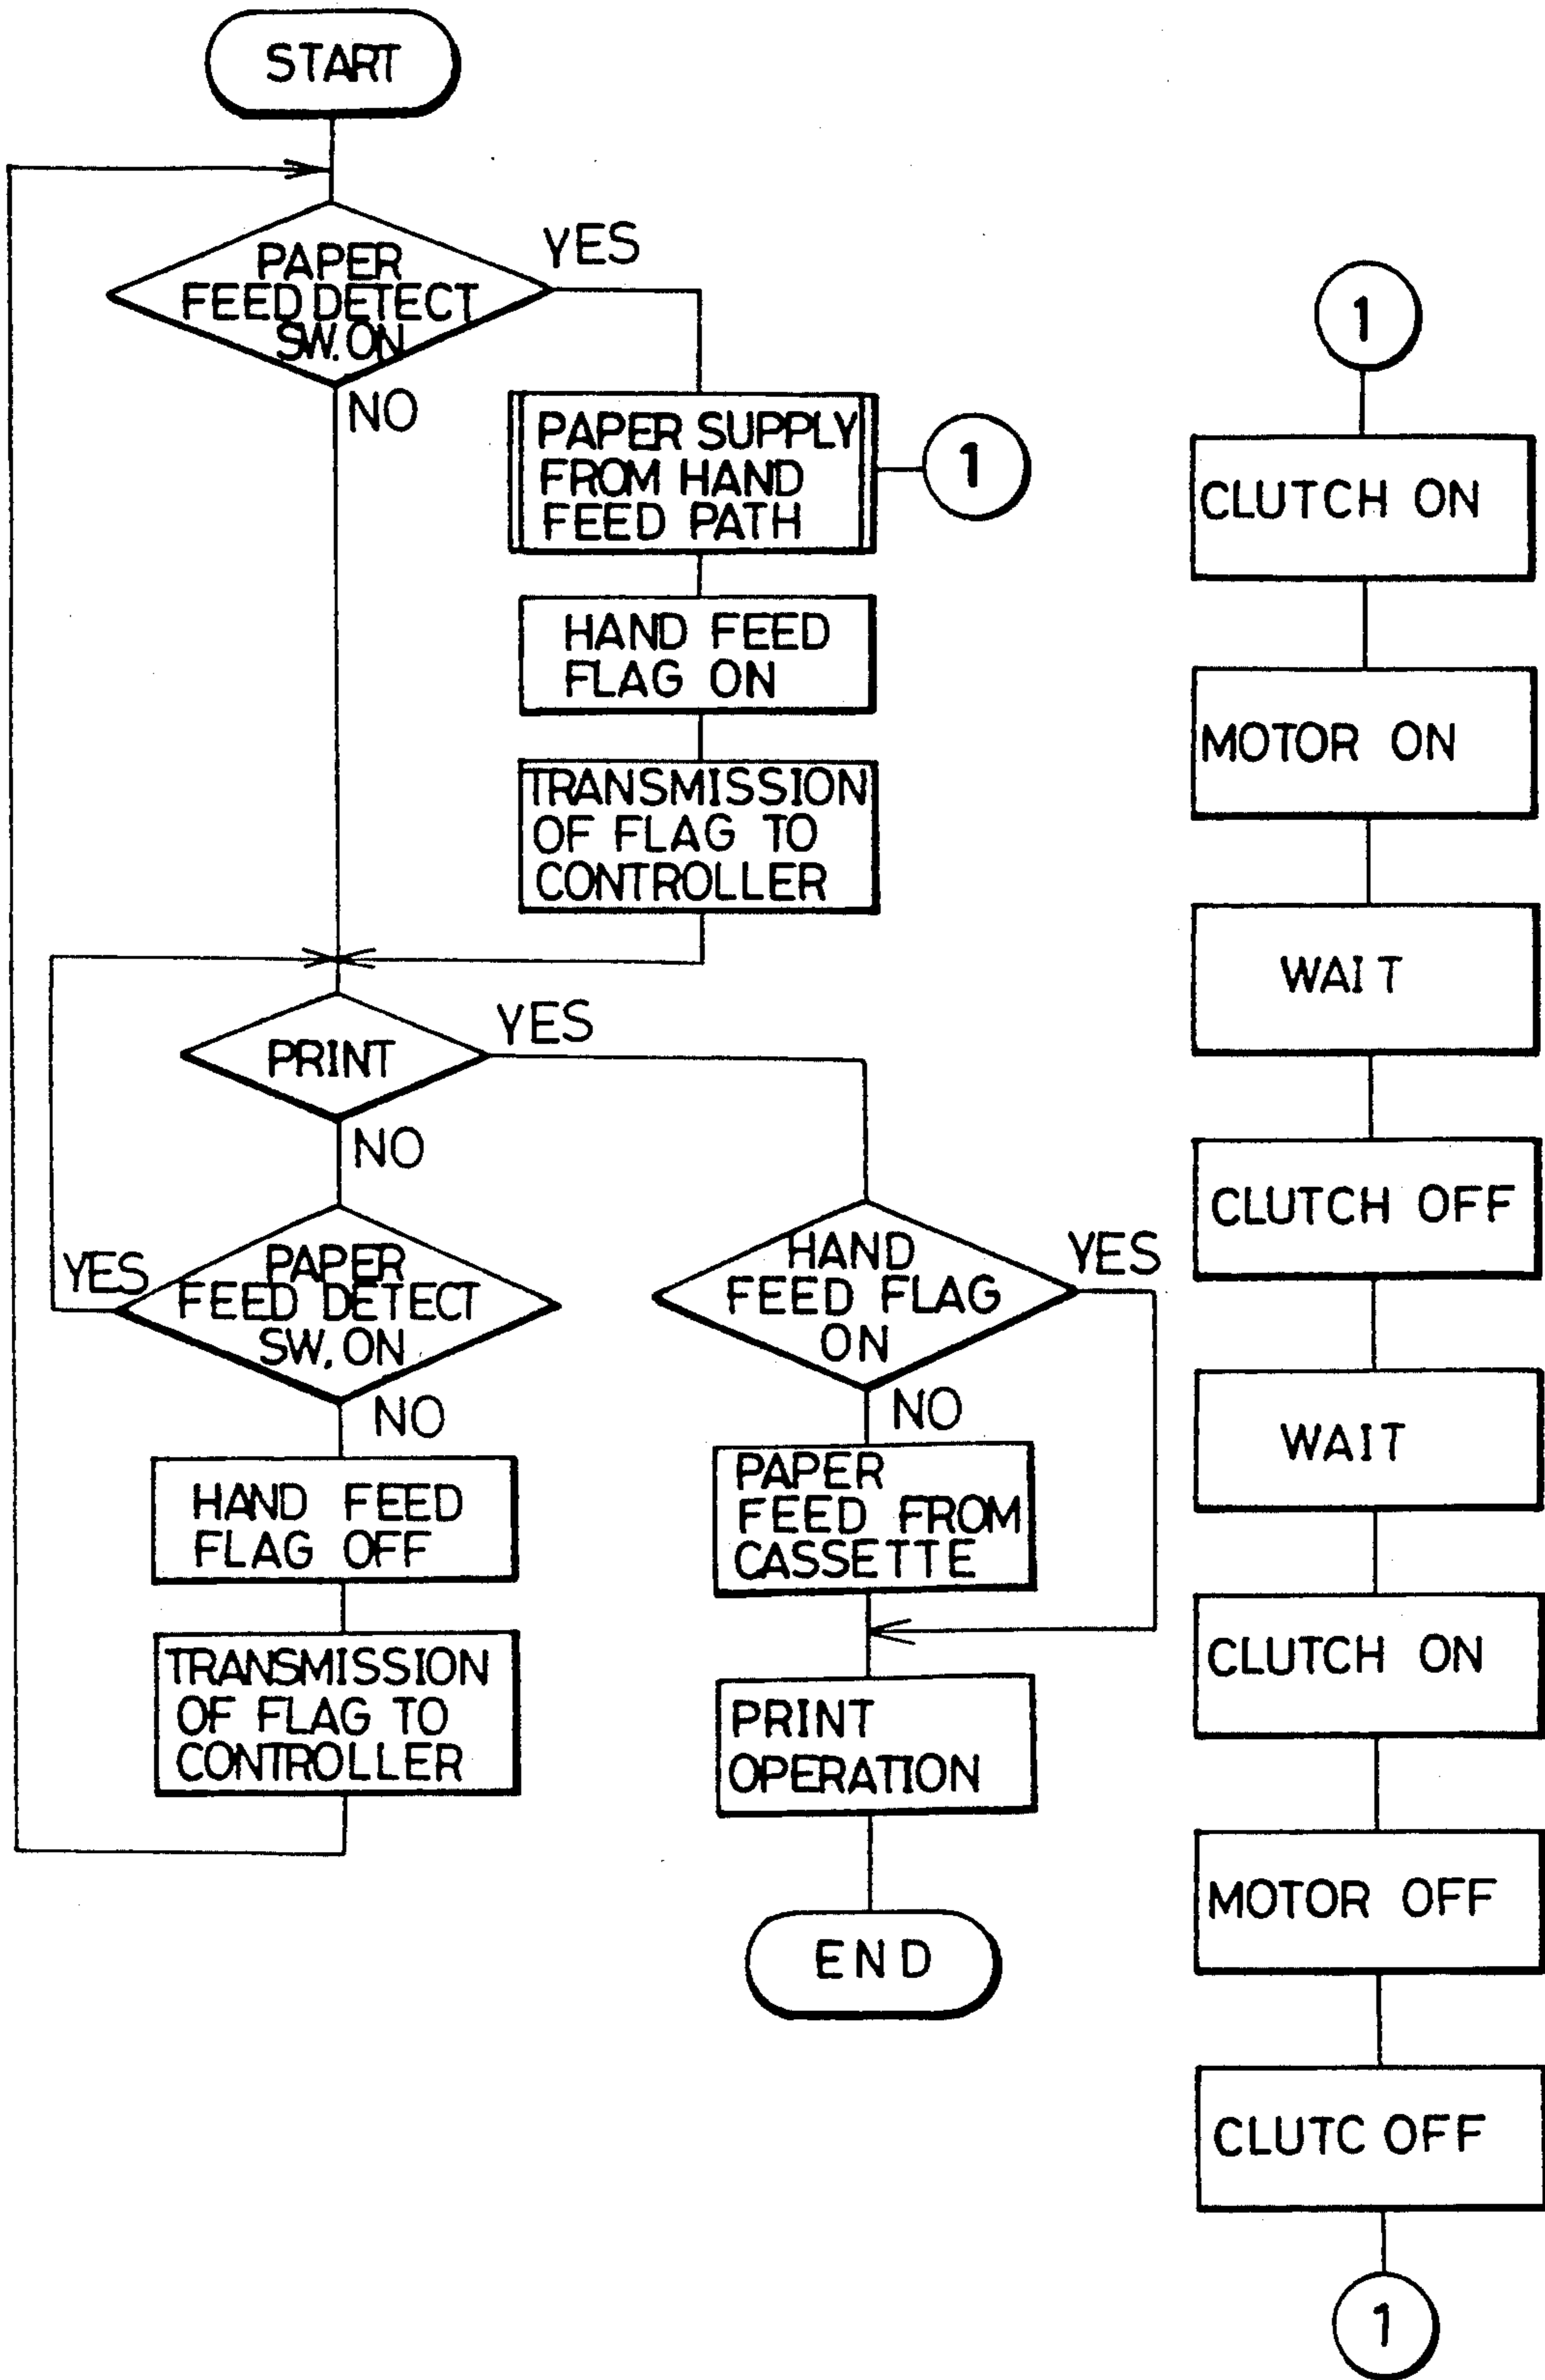 START
PAPER
FEED DETECT
SW. ON
YES
NO
PAPER SUPPLY
FROM HAND
FEED PATH
1
HAND FEED
FLAG ON
TRANSMISSION
OF FLAG TO
CONTROLLER
PRINT
YES
NO
PAPER
FEED DETECT
SW. ON
YES
NO
HAND FEED
FLAG OFF
TRANSMISSION
OF FLAG TO
CONTROLLER
HAND
FEED FLAG
ON
YES
NO
PAPER
FEED FROM
CASSETTE
PRINT
OPERATION
END
1
CLUTCH ON
MOTOR ON
WAIT
CLUTCH OFF
WAIT
CLUTCH ON
MOTOR OFF
CLUTC OFF
1